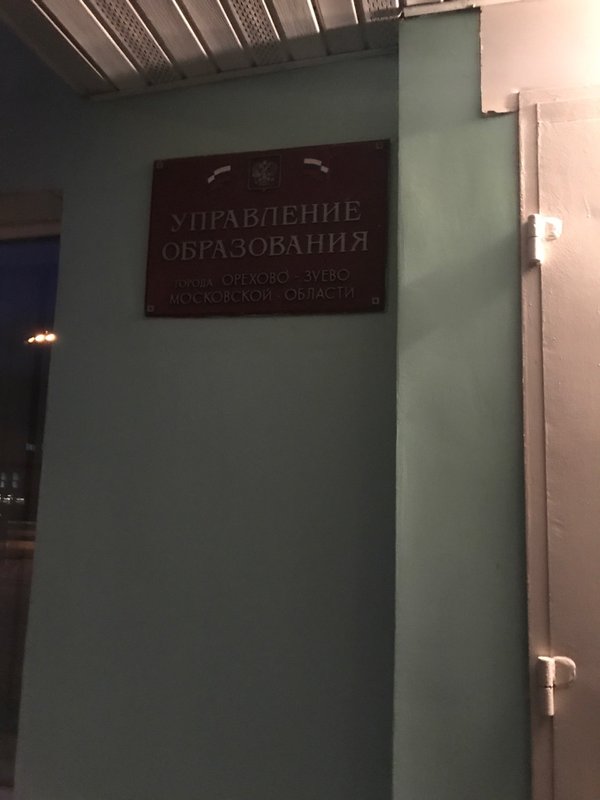 УПРАВЛЕНИЕ
ОБРАЗОВАНИЯ
ГОРОДА ОРЕХОВО - ЗУЕВО
МОСКОВСКОЙ ОБЛАСТИ